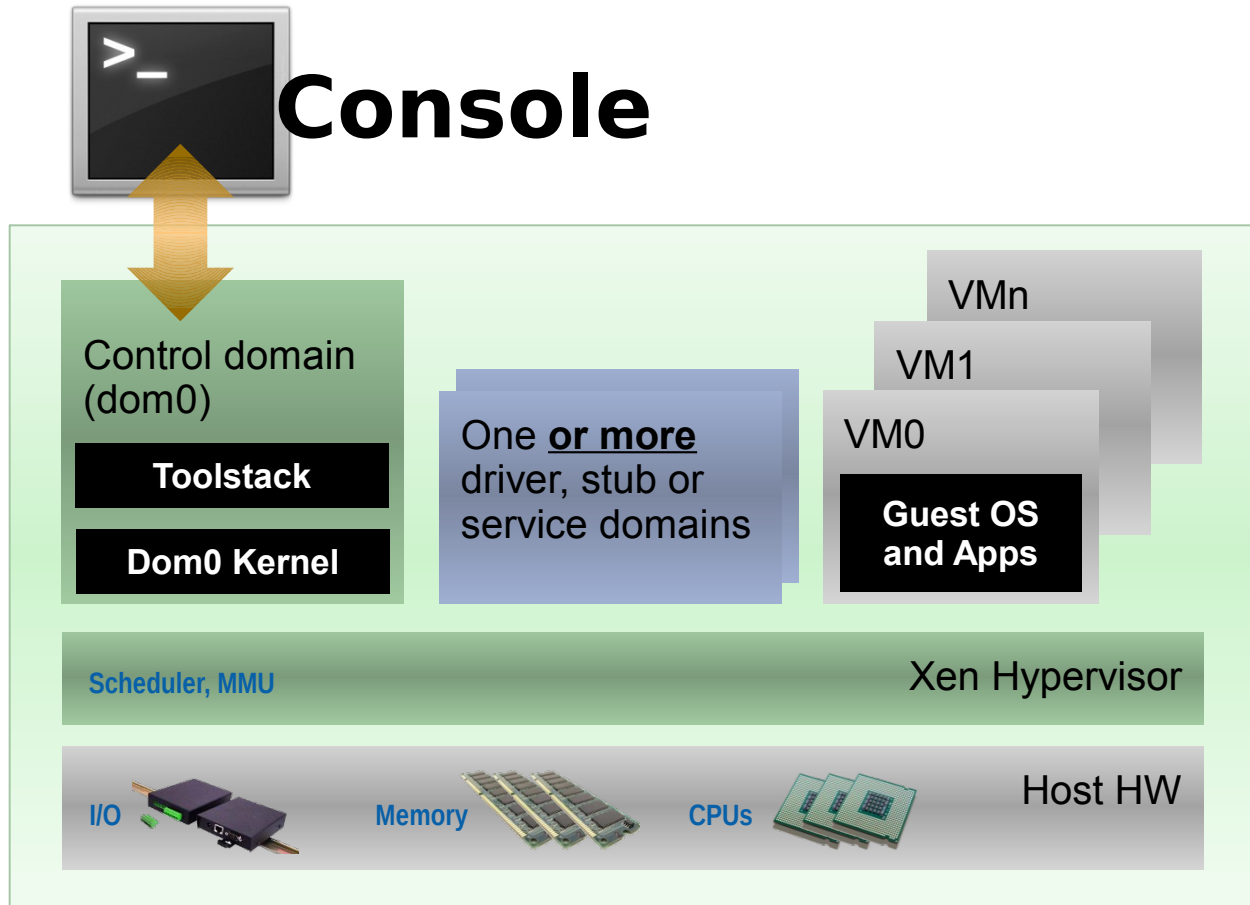 >_
Console
Control domain
(dom0)
Toolstack
Dom0 Kernel
One or more
driver, stub or
service domains
VMn
VM1
VM0
Guest OS
and Apps
Scheduler, MMU
Xen Hypervisor
I/O
Memory
CPUs
Host HW